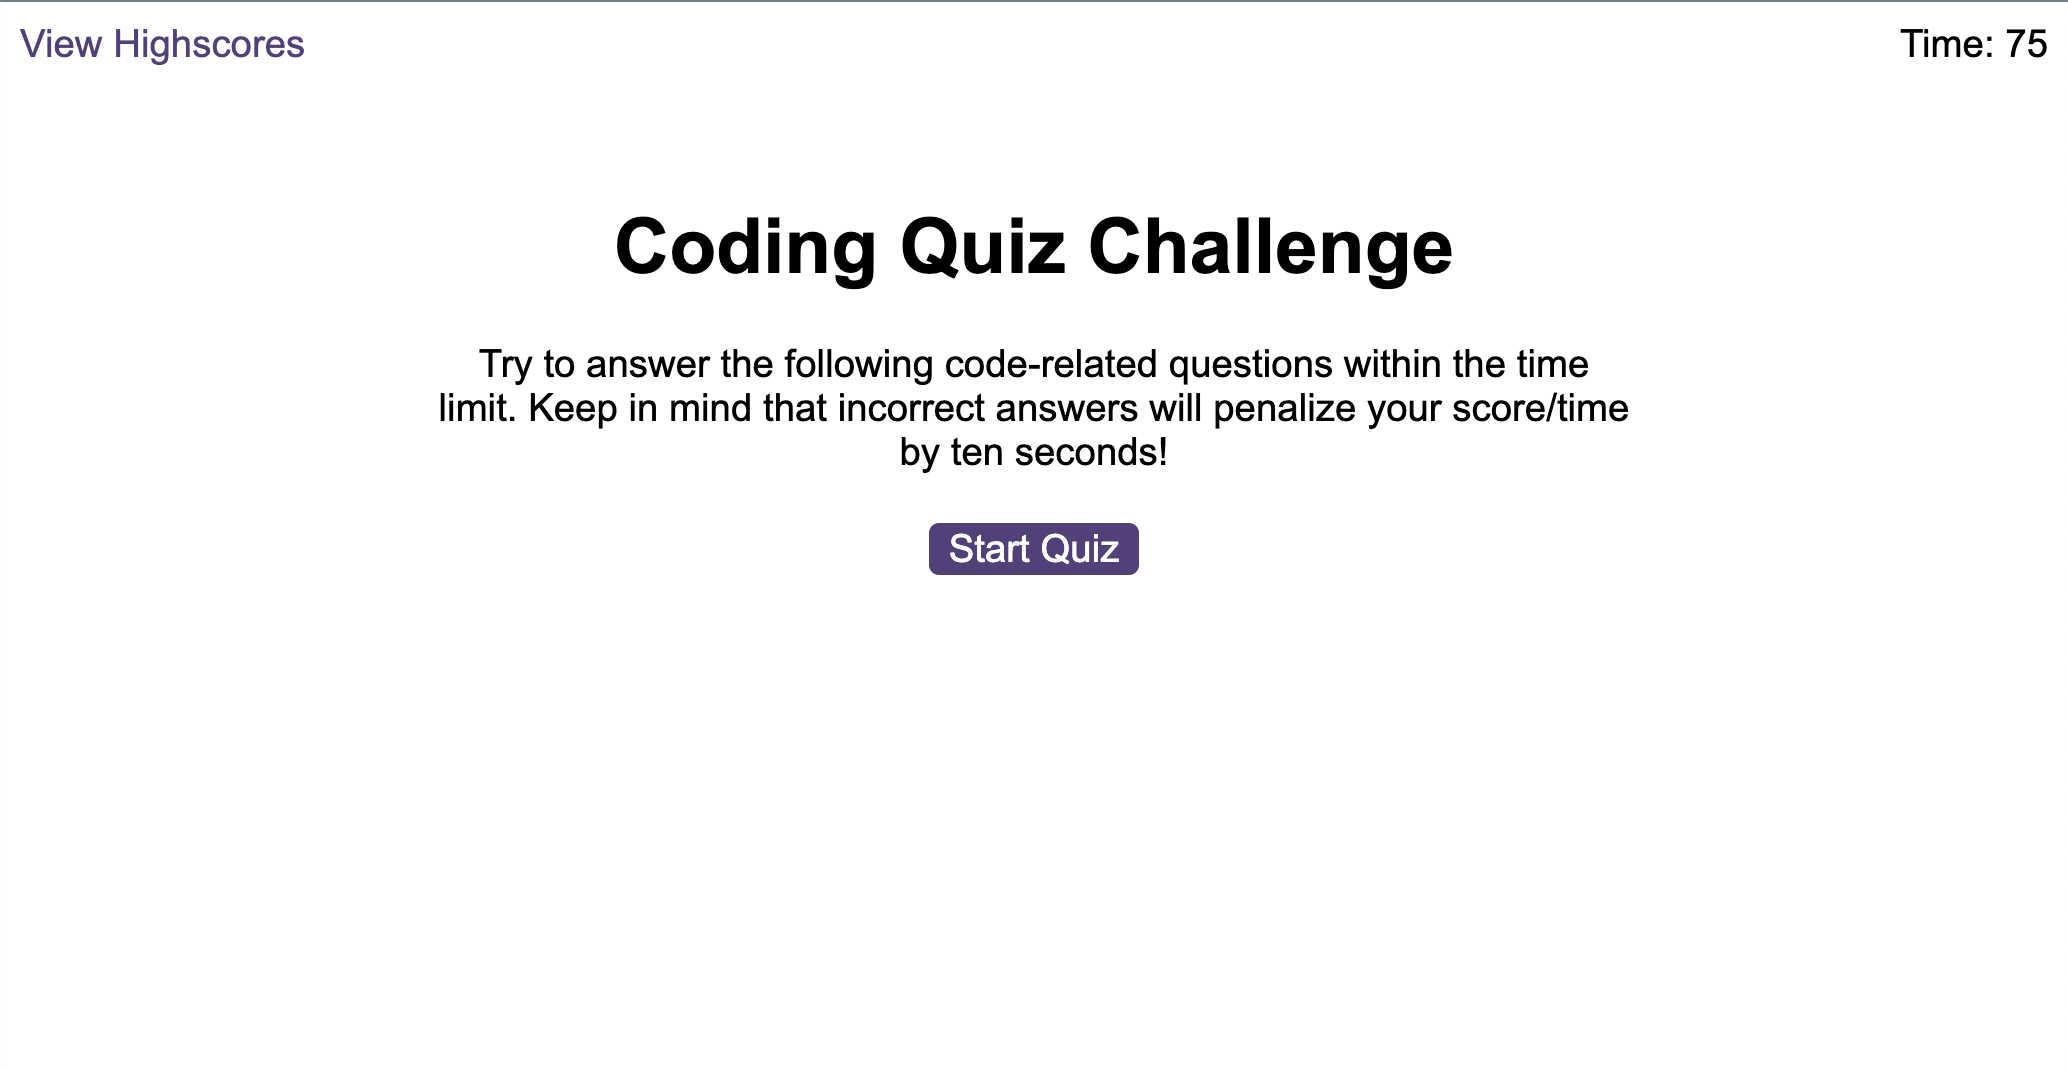 View Highscores
Time: 75
Coding Quiz Challenge
Try to answer the following code-related questions within the time
limit. Keep in mind that incorrect answers will penalize your score/time
by ten seconds!
Start Quiz